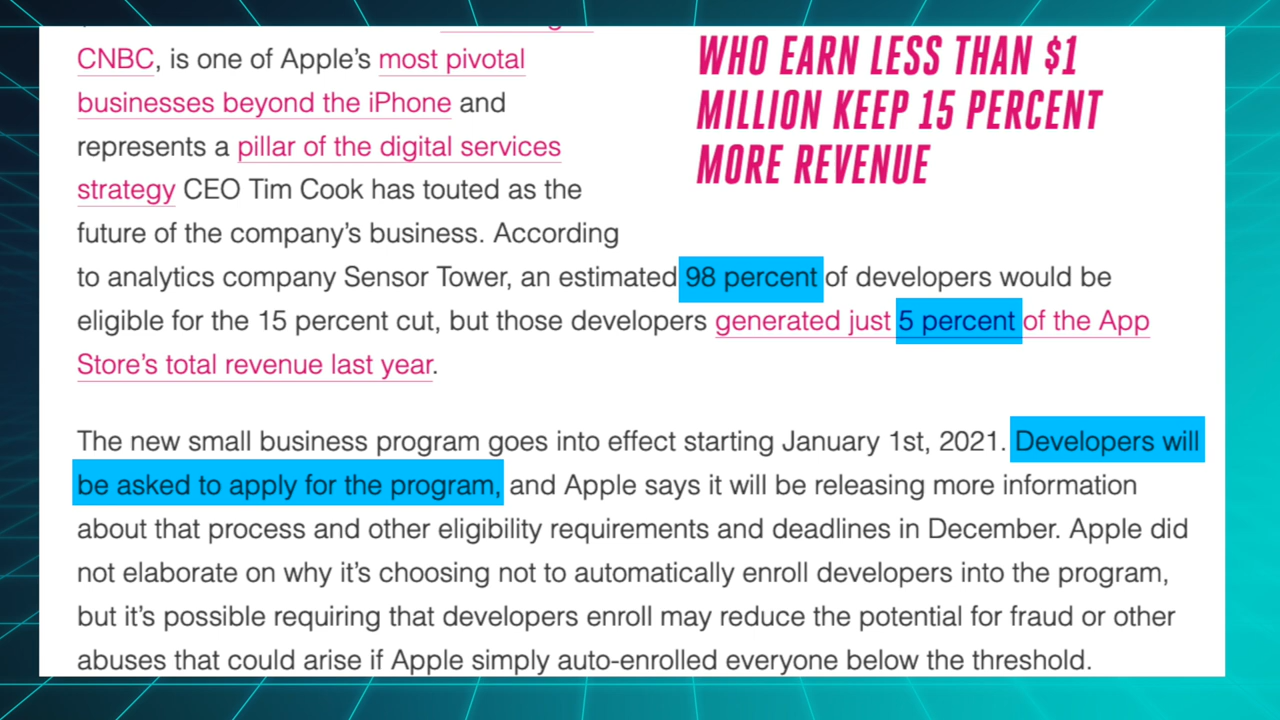 WHO EARN LESS THAN $1
MILLION KEEP 15 PERCENT
MORE REVENUE
CNBC, is one of Apple’s most pivotal
businesses beyond the iPhone and
represents a pillar of the digital services
strategy CEO Tim Cook has touted as the
future of the company’s business. According
to analytics company Sensor Tower, an estimated 98 percent of developers would be
eligible for the 15 percent cut, but those developers generated just 5 percent of the App
Store’s total revenue last year.
The new small business program goes into effect starting January 1st, 2021. Developers will
be asked to apply for the program, and Apple says it will be releasing more information
about that process and other eligibility requirements and deadlines in December. Apple did
not elaborate on why it’s choosing not to automatically enroll developers into the program,
but it’s possible requiring that developers enroll may reduce the potential for fraud or other
abuses that could arise if Apple simply auto-enrolled everyone below the threshold.